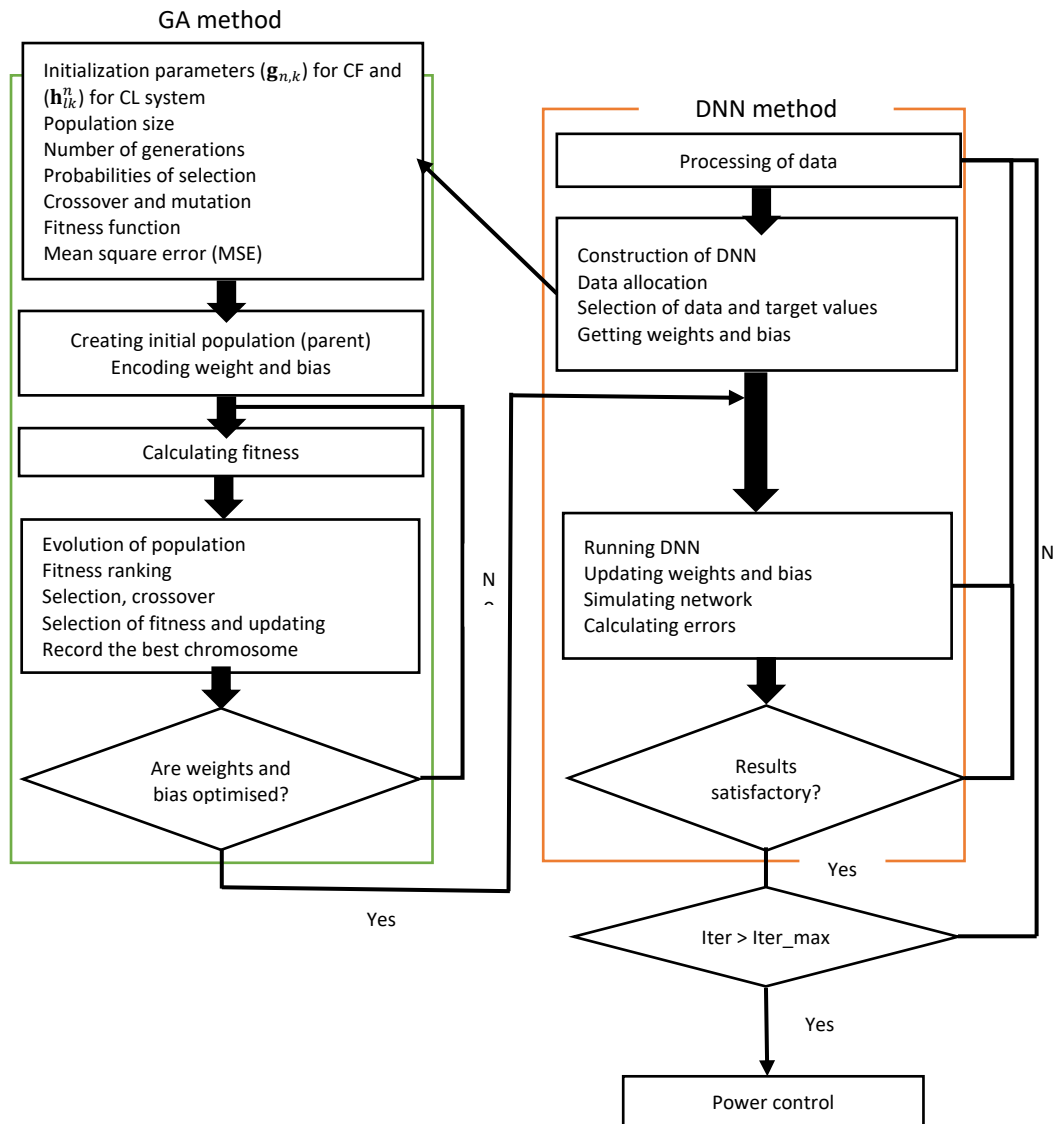 GA method
Initialization parameters (𝐠𝑛,𝑘) for CF and
(𝐡ⁿ𝑙𝑘) for CL system
Population size
Number of generations
Probabilities of selection
Crossover and mutation
Fitness function
Mean square error (MSE)
Creating initial population (parent)
Encoding weight and bias
Calculating fitness
Evolution of population
Fitness ranking
Selection, crossover
Selection of fitness and updating
Record the best chromosome
N
Are weights and
bias optimised?
Yes
DNN method
Processing of data
Construction of DNN
Data allocation
Selection of data and target values
Getting weights and bias
Running DNN
Updating weights and bias
Simulating network
Calculating errors
N
Results
satisfactory?
Yes
Iter > Iter_max
Yes
Power control